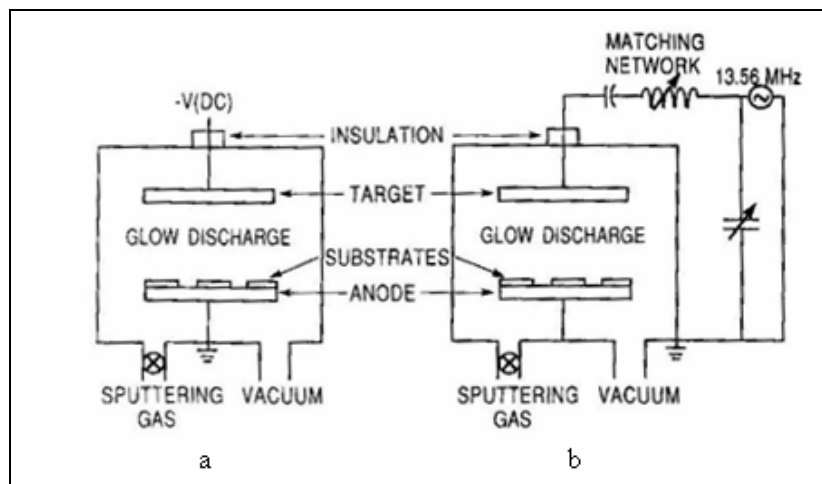 MATCHING
NETWORK
13.56 MHz
-V(DC)
INSULATION
TARGET
GLOW DISCHARGE
GLOW DISCHARGE
SUBSTRATES
ANODE
SPUTTERING
GAS
VACUUM
SPUTTERING
GAS
VACUUM
a
b